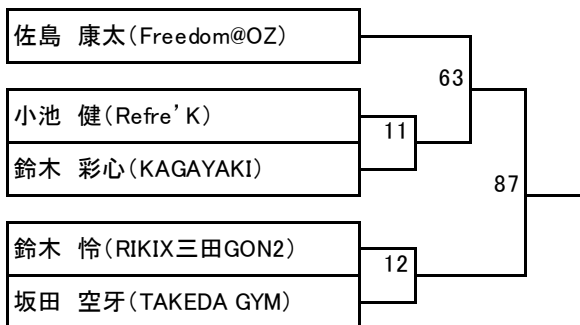 佐島　康太（Freedom@OZ）
63
小池　健（Refre’K）
11
鈴木　彩心（KAGAYAKI）
87
鈴木　怜（RIKIX三田GON2）
12
坂田　空牙（TAKEDA GYM）